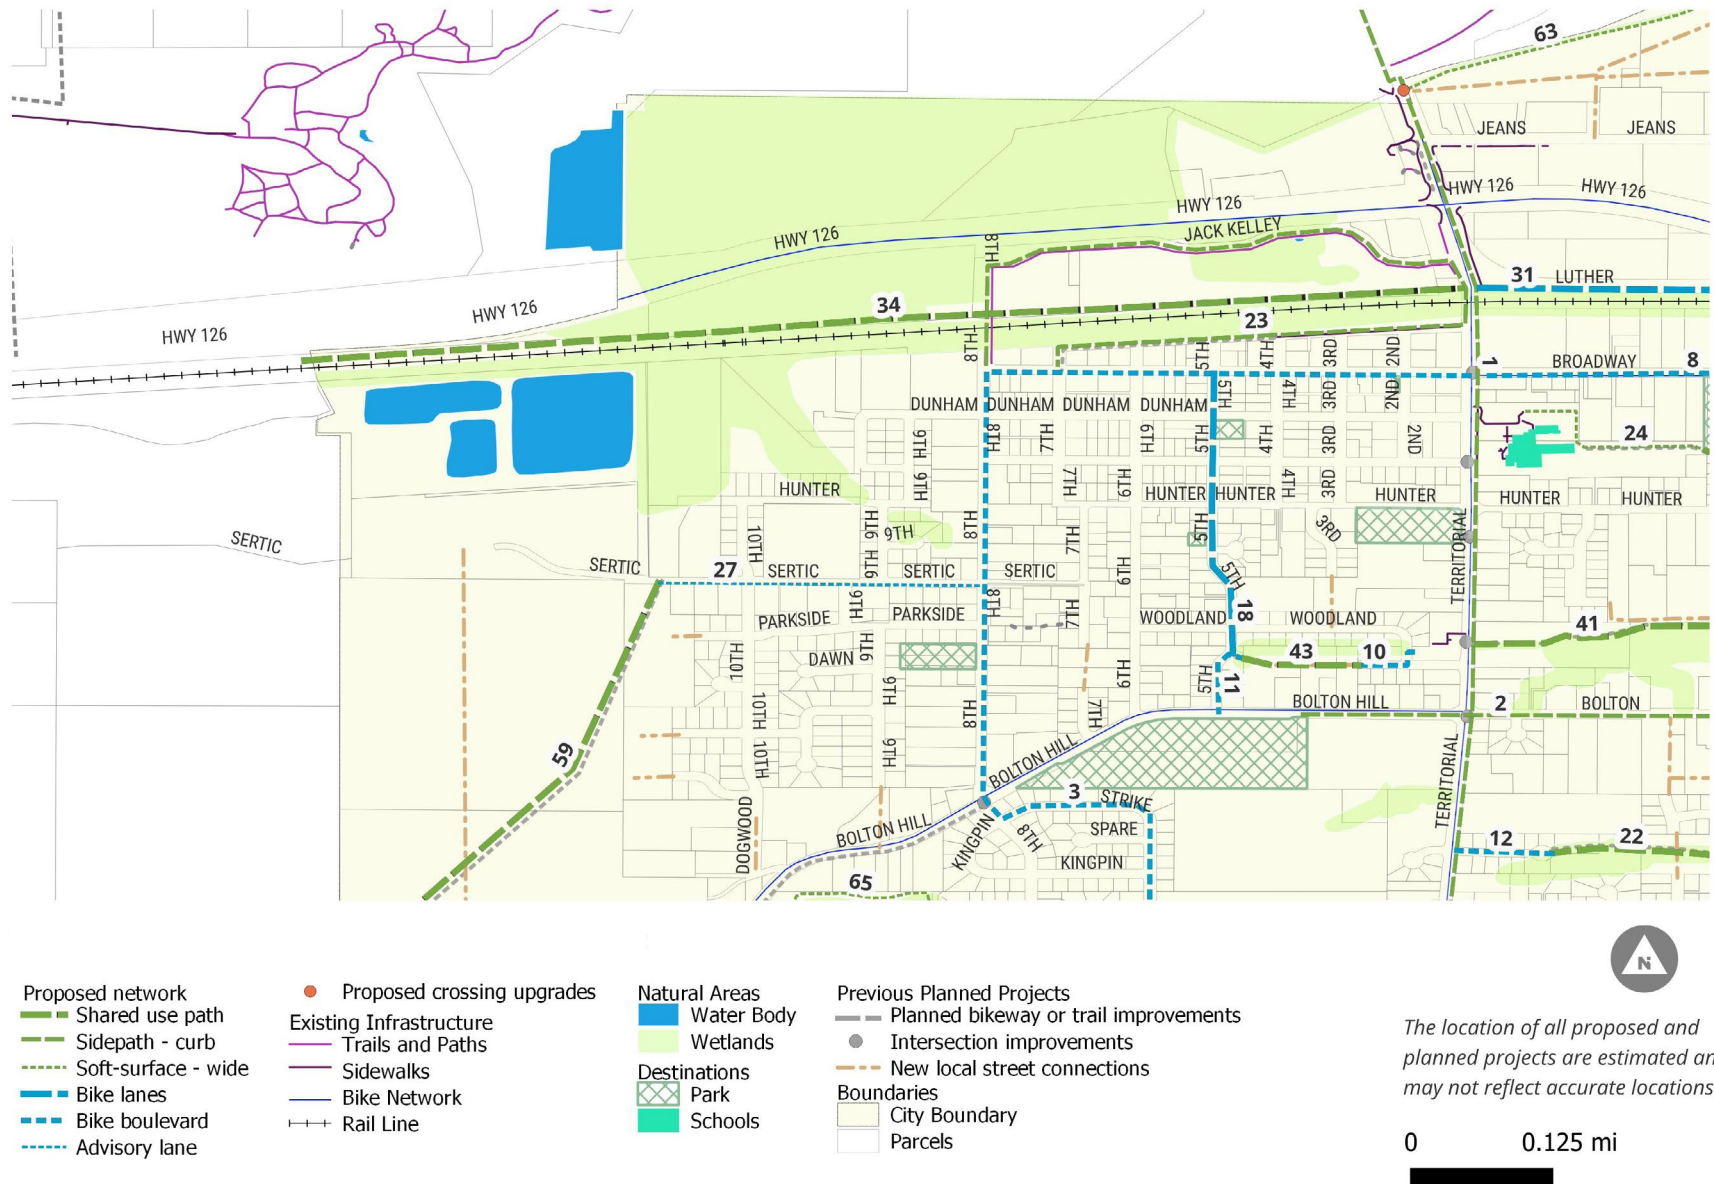 63
JEANS
JEANS
HWY 126
HWY 126
HWY 126
JACK KELLEY
HWY 126
8TH
31
LUTHER
34
HWY 126
HWY 126
23
8TH
5TH
4TH
3RD
2ND
1
BROADWAY
8
5TH
4TH
3RD
2ND
DUNHAM
DUNHAM
DUNHAM
DUNHAM
9TH
8TH
7TH
6TH
5TH
4TH
3RD
2ND
24
9TH
7TH
6TH
4TH
3RD
HUNTER
HUNTER
HUNTER
HUNTER
HUNTER
HUNTER
10TH
9TH
9TH
8TH
7TH
5TH
3RD
TERRITORIAL
SERTIC
SERTIC
27
SERTIC
9TH
SERTIC
SERTIC
6TH
5TH
PARKSIDE
9TH
PARKSIDE
8TH
7TH
WOODLAND
18
WOODLAND
41
10TH
DAWN
9TH
43
10
9TH
6TH
5TH
11
10TH
8TH
7TH
BOLTON HILL
2
BOLTON
59
10TH
9TH
BOLTON HILL
TERRITORIAL
3
STRIKE
DOGWOOD
BOLTON HILL
KINGPIN
8TH
SPARE
KINGPIN
12
22
65
N
Proposed network
Shared use path
Sidepath - curb
Soft-surface - wide
Bike lanes
Bike boulevard
Advisory lane
Proposed crossing upgrades
Existing Infrastructure
Trails and Paths
Sidewalks
Bike Network
Rail Line
Natural Areas
Water Body
Wetlands
Destinations
Park
Schools
Previous Planned Projects
Planned bikeway or trail improvements
Intersection improvements
New local street connections
Boundaries
City Boundary
Parcels
The location of all proposed and
planned projects are estimated an
may not reflect accurate locations
0 0.125 mi